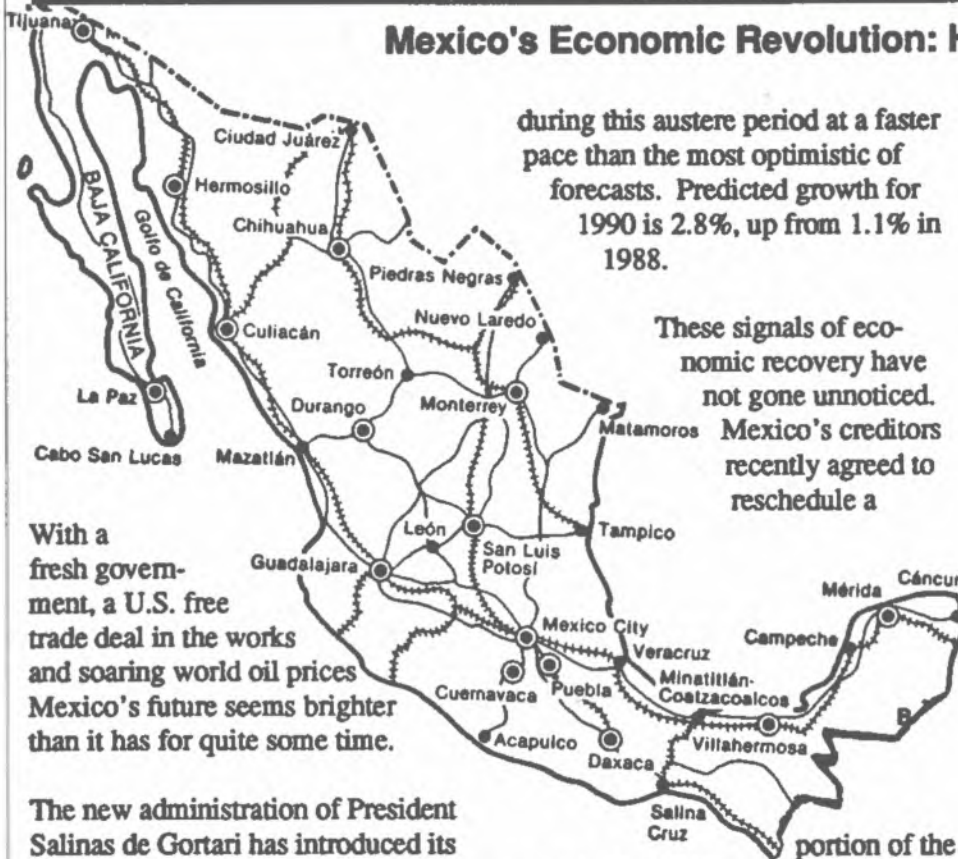 Mexico's Economic Revolution: H
Tijuana
Ciudad Juárez
Hermosillo
Chihuahua
Piedras Negras
Nuevo Laredo
BAJA CALIFORNIA
Golfo de California
Culiacán
Torreón
La Paz
Durango
Monterrey
Matamoros
Cabo San Lucas
Mazatlán
León
San Luis
Potosí
Tampico
Guadalajara
Mérida
Cáncun
Mexico City
Veracruz
Campeche
Minatitlán-
Coatzacoalcos
Cuernavaca
Puebla
Villahermosa
B
Acapulco
Daxaca
Salina
Cruz
With a
fresh govern-
ment, a U.S. free
trade deal in the works
and soaring world oil prices
Mexico's future seems brighter
than it has for quite some time.
The new administration of President
Salinas de Gortari has introduced its
during this austere period at a faster
pace than the most optimistic of
forecasts. Predicted growth for
1990 is 2.8%, up from 1.1% in
1988.
These signals of eco-
nomic recovery have
not gone unnoticed.
Mexico's creditors
recently agreed to
reschedule a
portion of the